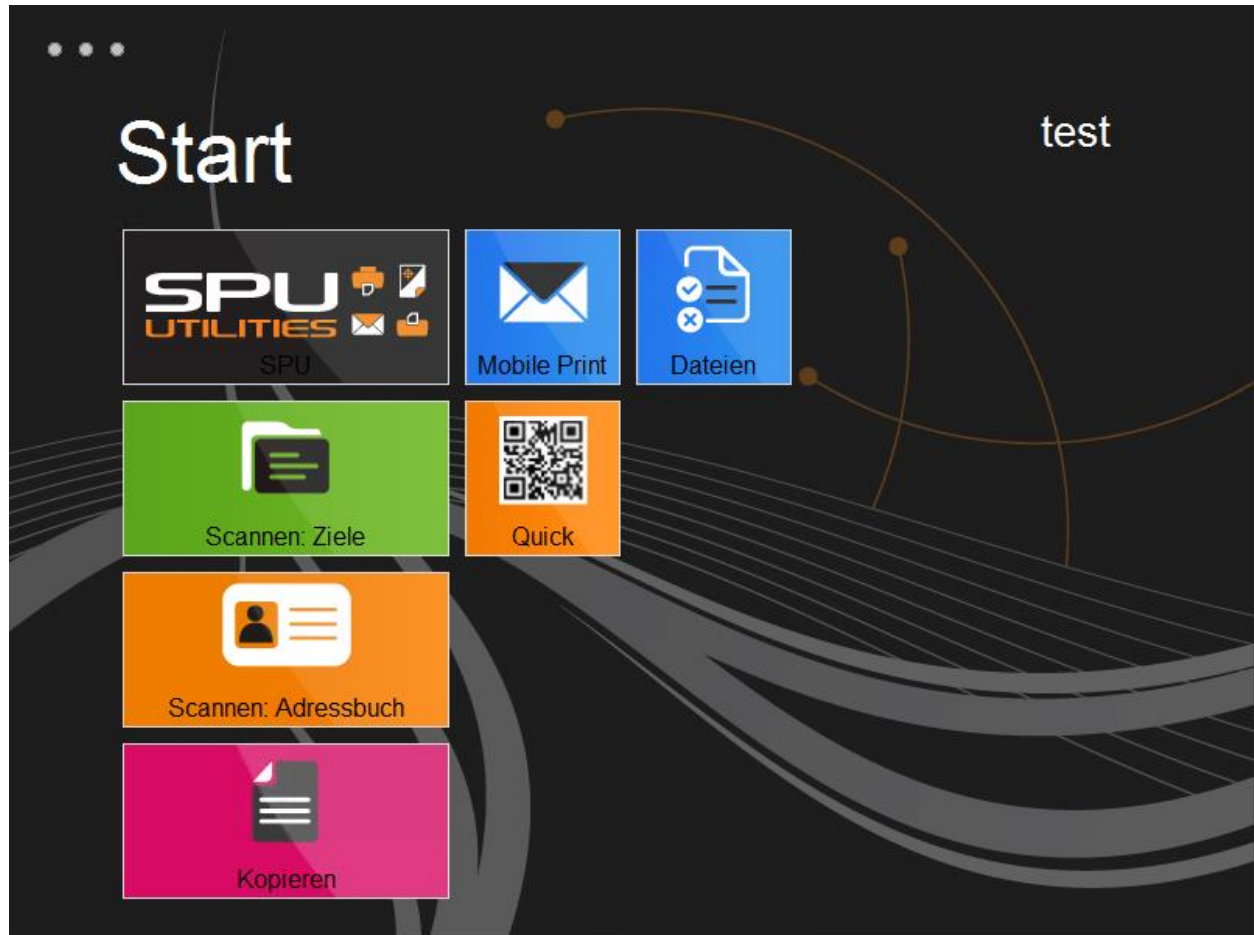 Start
test
SPU
UTILITIES
SPU
Mobile Print
Dateien
Scannen: Ziele
Quick
Scannen: Adressbuch
Kopieren